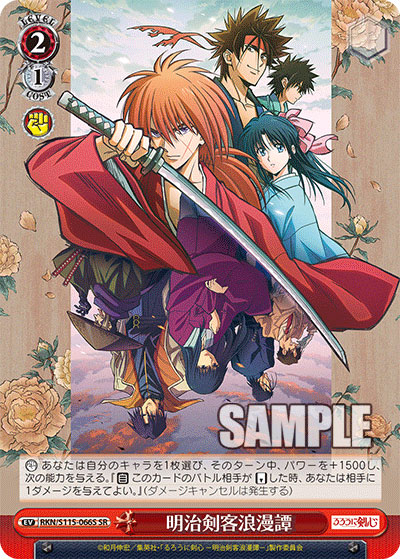 LEVEL
2
1
COST
SAMPLE
あなたは自分のキャラを1枚選び、そのターン中、パワーを+1500し、
次の能力を与える。『 このカードのバトル相手が した時、あなたは相手に
1ダメージを与えてよい。』(ダメージキャンセルは発生する)
EV RKN/S115-066S SR 明治剣客浪漫譚 るろうに剣心
©和月伸宏/集英社・「るろうに剣心 -明治剣客浪漫譚-」製作委員会